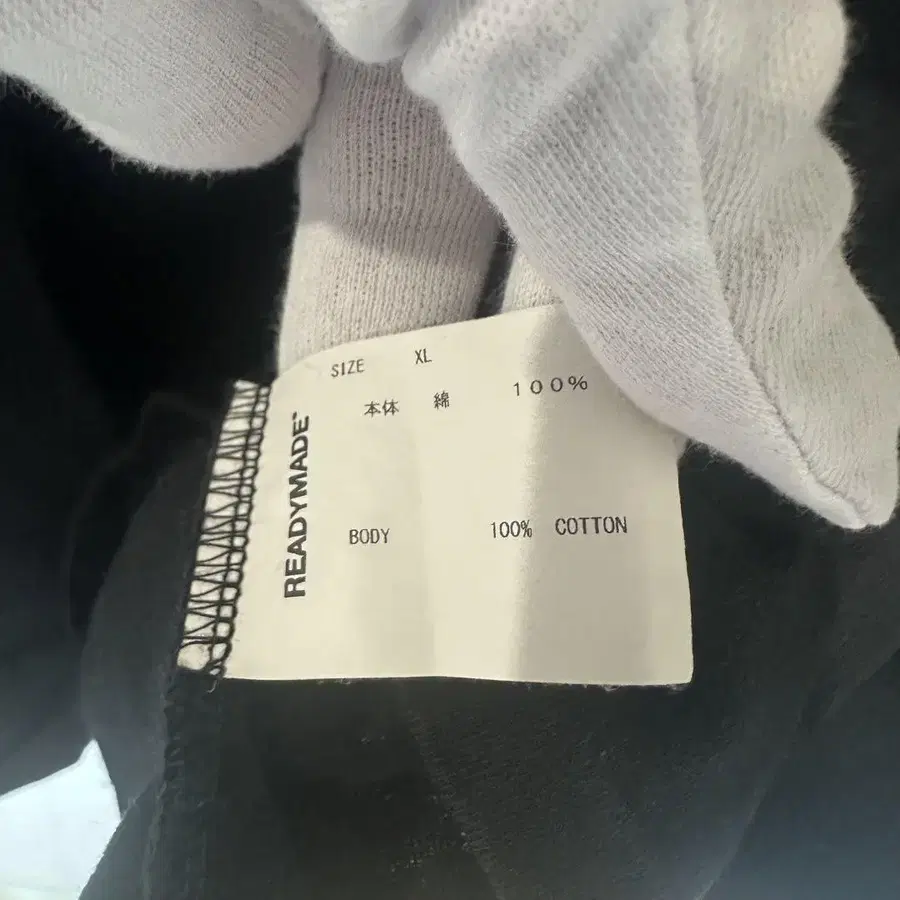 SIZE XL
本体 綿 100%
READYMADE
BODY 100% COTTON